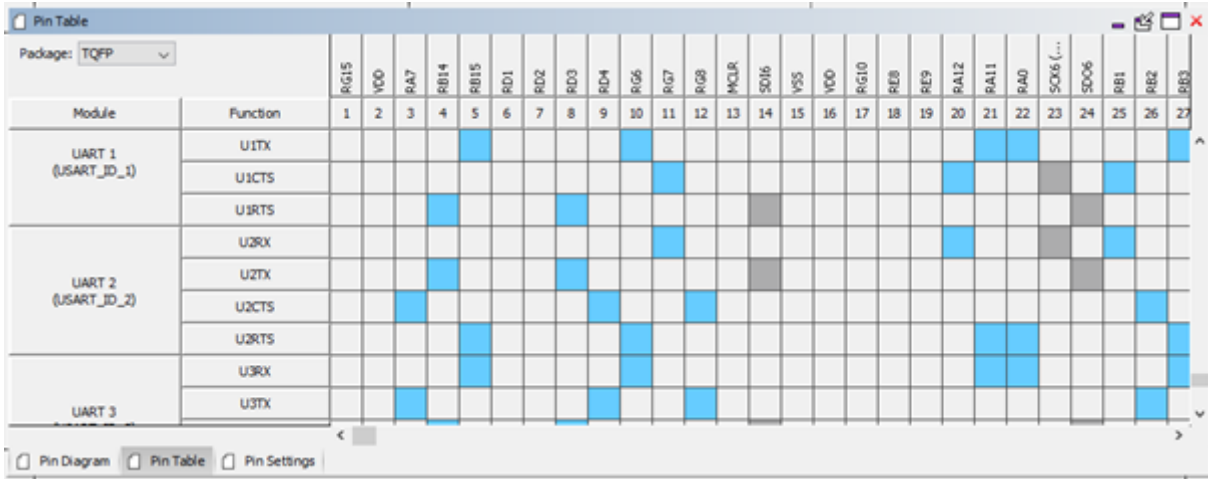 Pin Table
Package: TQFP
RG15 VDD RA7 RB14 RB15 RD1 RD2 RD3 RD4 RG6 RG7 RG8 MCLR SDI6 VSS VDD RG10 RE8 RE9 RA12 RA11 RA0 SCK6 (... SDO6 RB1 RB2 RB3
Module Function 1 2 3 4 5 6 7 8 9 10 11 12 13 14 15 16 17 18 19 20 21 22 23 24 25 26 27
UART 1
(USART_ID_1)
U1TX
U1CTS
U1RTS
UART 2
(USART_ID_2)
U2RX
U2TX
U2CTS
U2RTS
UART 3
U3RX
U3TX
Pin Diagram Pin Table Pin Settings